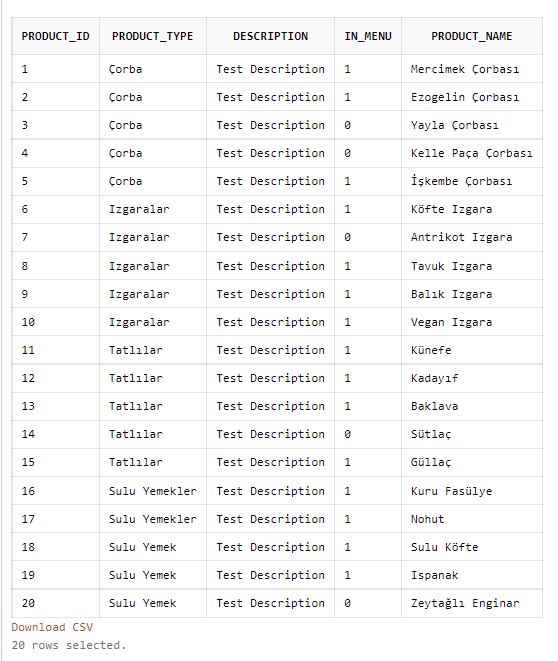 PRODUCT_ID PRODUCT_TYPE DESCRIPTION IN_MENU PRODUCT_NAME
1 Çorba Test Description 1 Mercimek Çorbası
2 Çorba Test Description 1 Ezogelin Çorbası
3 Çorba Test Description 0 Yayla Çorbası
4 Çorba Test Description 0 Kelle Paça Çorbası
5 Çorba Test Description 1 İşkembe Çorbası
6 Izgaralar Test Description 1 Köfte Izgara
7 Izgaralar Test Description 0 Antrikot Izgara
8 Izgaralar Test Description 1 Tavuk Izgara
9 Izgaralar Test Description 1 Balık Izgara
10 Izgaralar Test Description 1 Vegan Izgara
11 Tatlılar Test Description 1 Künefe
12 Tatlılar Test Description 1 Kadayıf
13 Tatlılar Test Description 1 Baklava
14 Tatlılar Test Description 0 Sütlaç
15 Tatlılar Test Description 1 Güllaç
16 Sulu Yemekler Test Description 1 Kuru Fasülye
17 Sulu Yemekler Test Description 1 Nohut
18 Sulu Yemek Test Description 1 Sulu Köfte
19 Sulu Yemek Test Description 1 Ispanak
20 Sulu Yemek Test Description 0 Zeytağlı Enginar
Download CSV
20 rows selected.